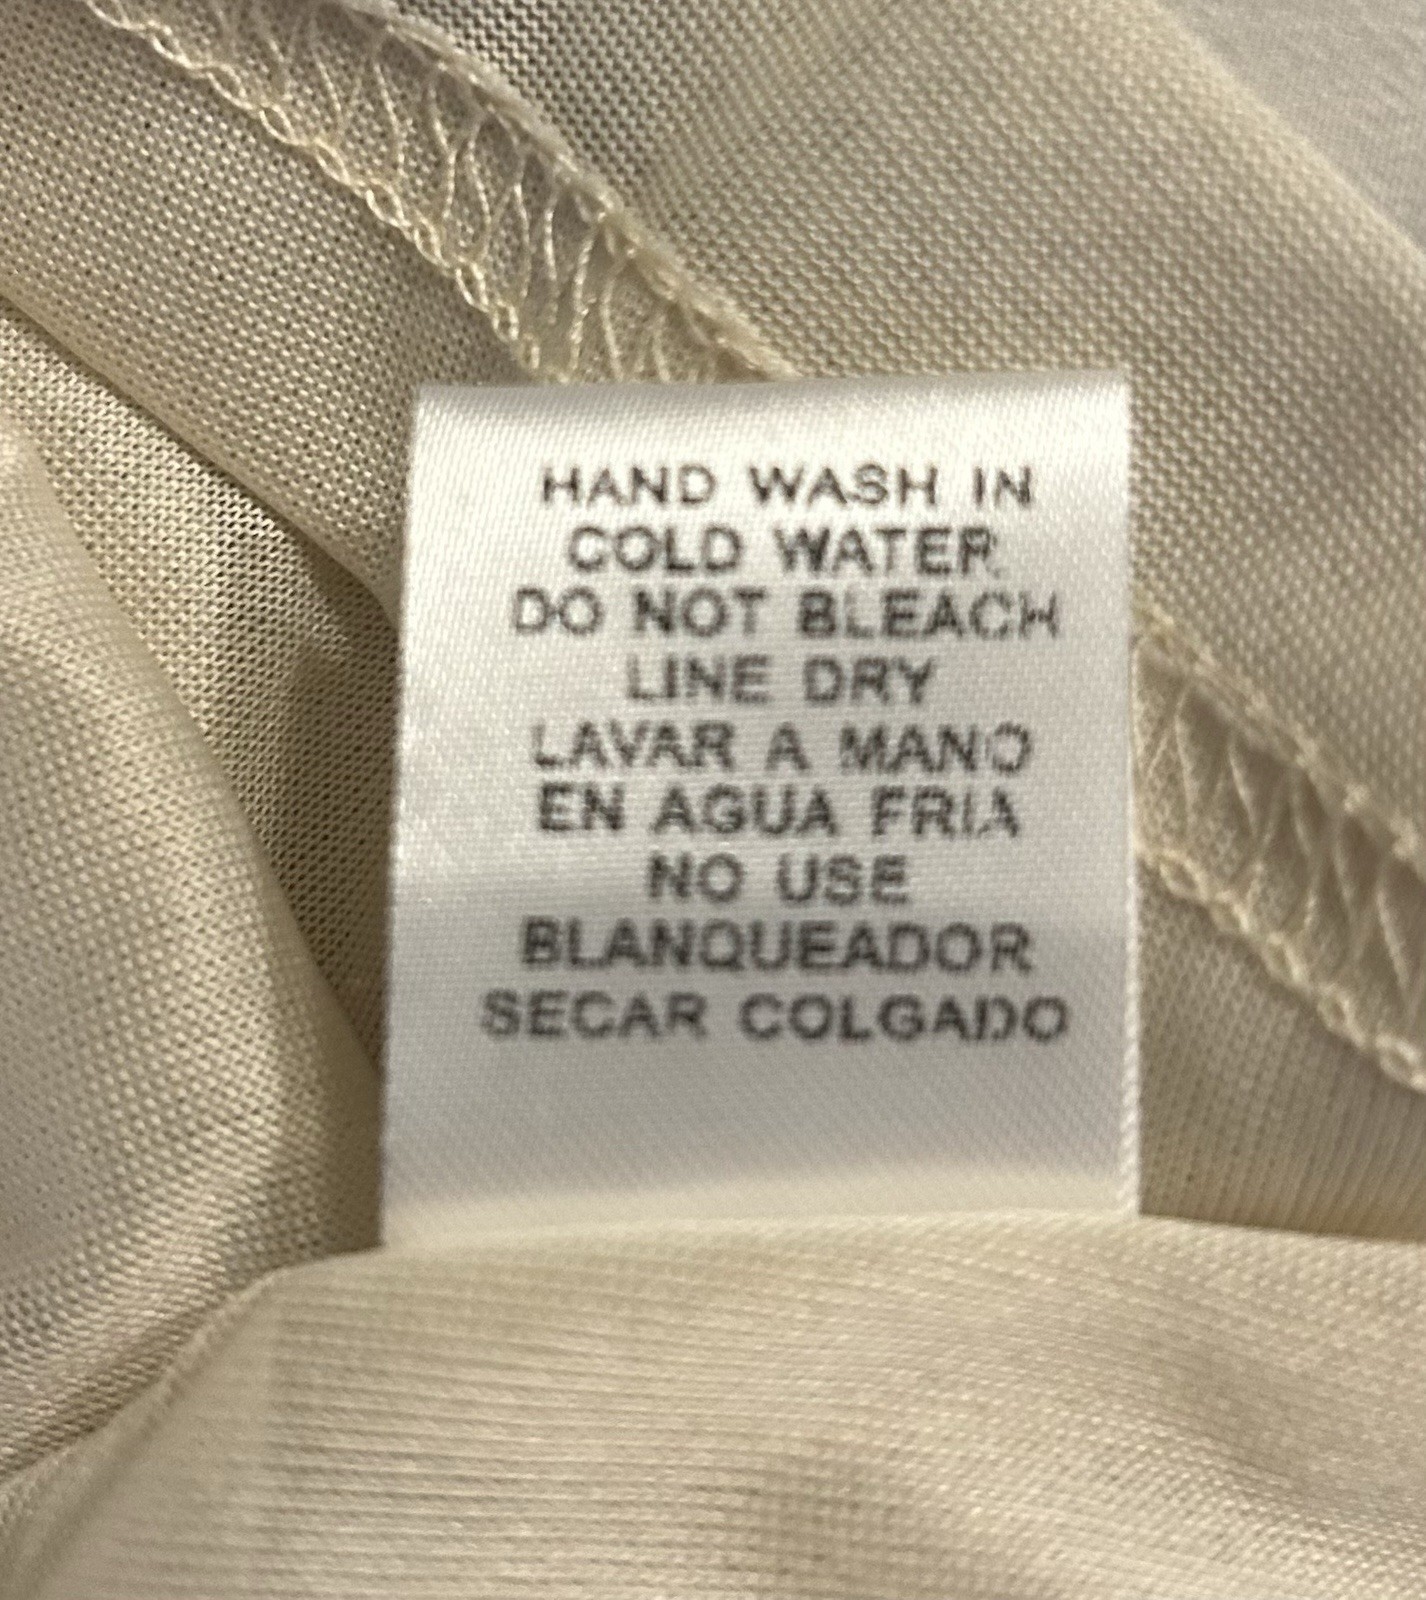 HAND WASH IN
COLD WATER
DO NOT BLEACH
LINE DRY
LAVAR A MANO
EN AGUA FRIA
NO USE
BLANQUEADOR
SECAR COLGADO